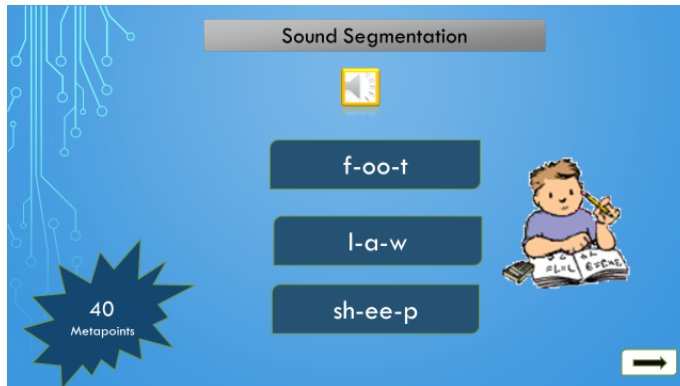 Sound Segmentation
f-oo-t
l-a-w
sh-ee-p
40
Metapoints